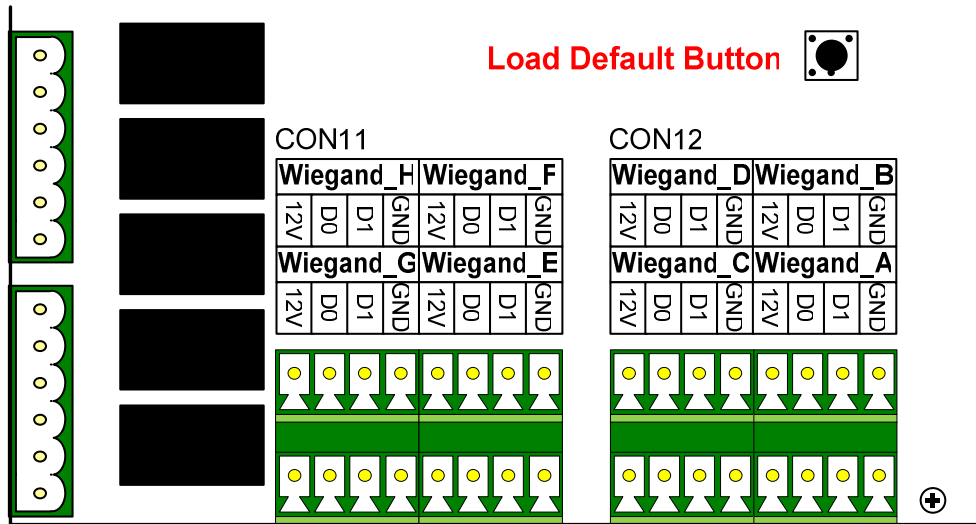 Load Default Button
CON11 CON12
Wiegand_H Wiegand_F Wiegand_D Wiegand_B
12V D0 D1 GND 12V D0 D1 GND 12V D0 D1 GND 12V D0 D1 GND
Wiegand_G Wiegand_E Wiegand_C Wiegand_A
12V D0 D1 GND 12V D0 D1 GND 12V D0 D1 GND 12V D0 D1 GND